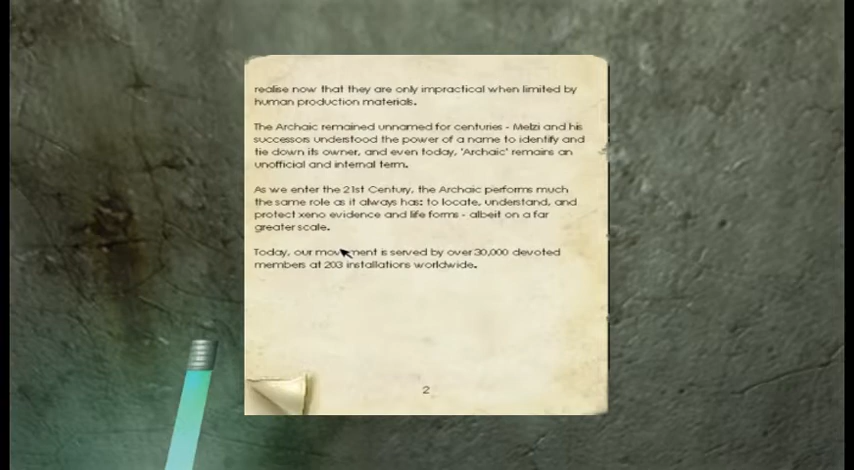 realise now that they are only impractical when limited by
human production materials.
The Archaic remained unnamed for centuries - Melzi and his
successors understood the power of a name to identify and
tie down its owner, and even today, 'Archaic' remains an
unofficial and internal term.
As we enter the 21st Century, the Archaic performs much
the same role as it always has: to locate, understand, and
protect xeno evidence and life forms - albeit on a far
greater scale.
Today, our movement is served by over 30,000 devoted
members at 203 installations worldwide.
2